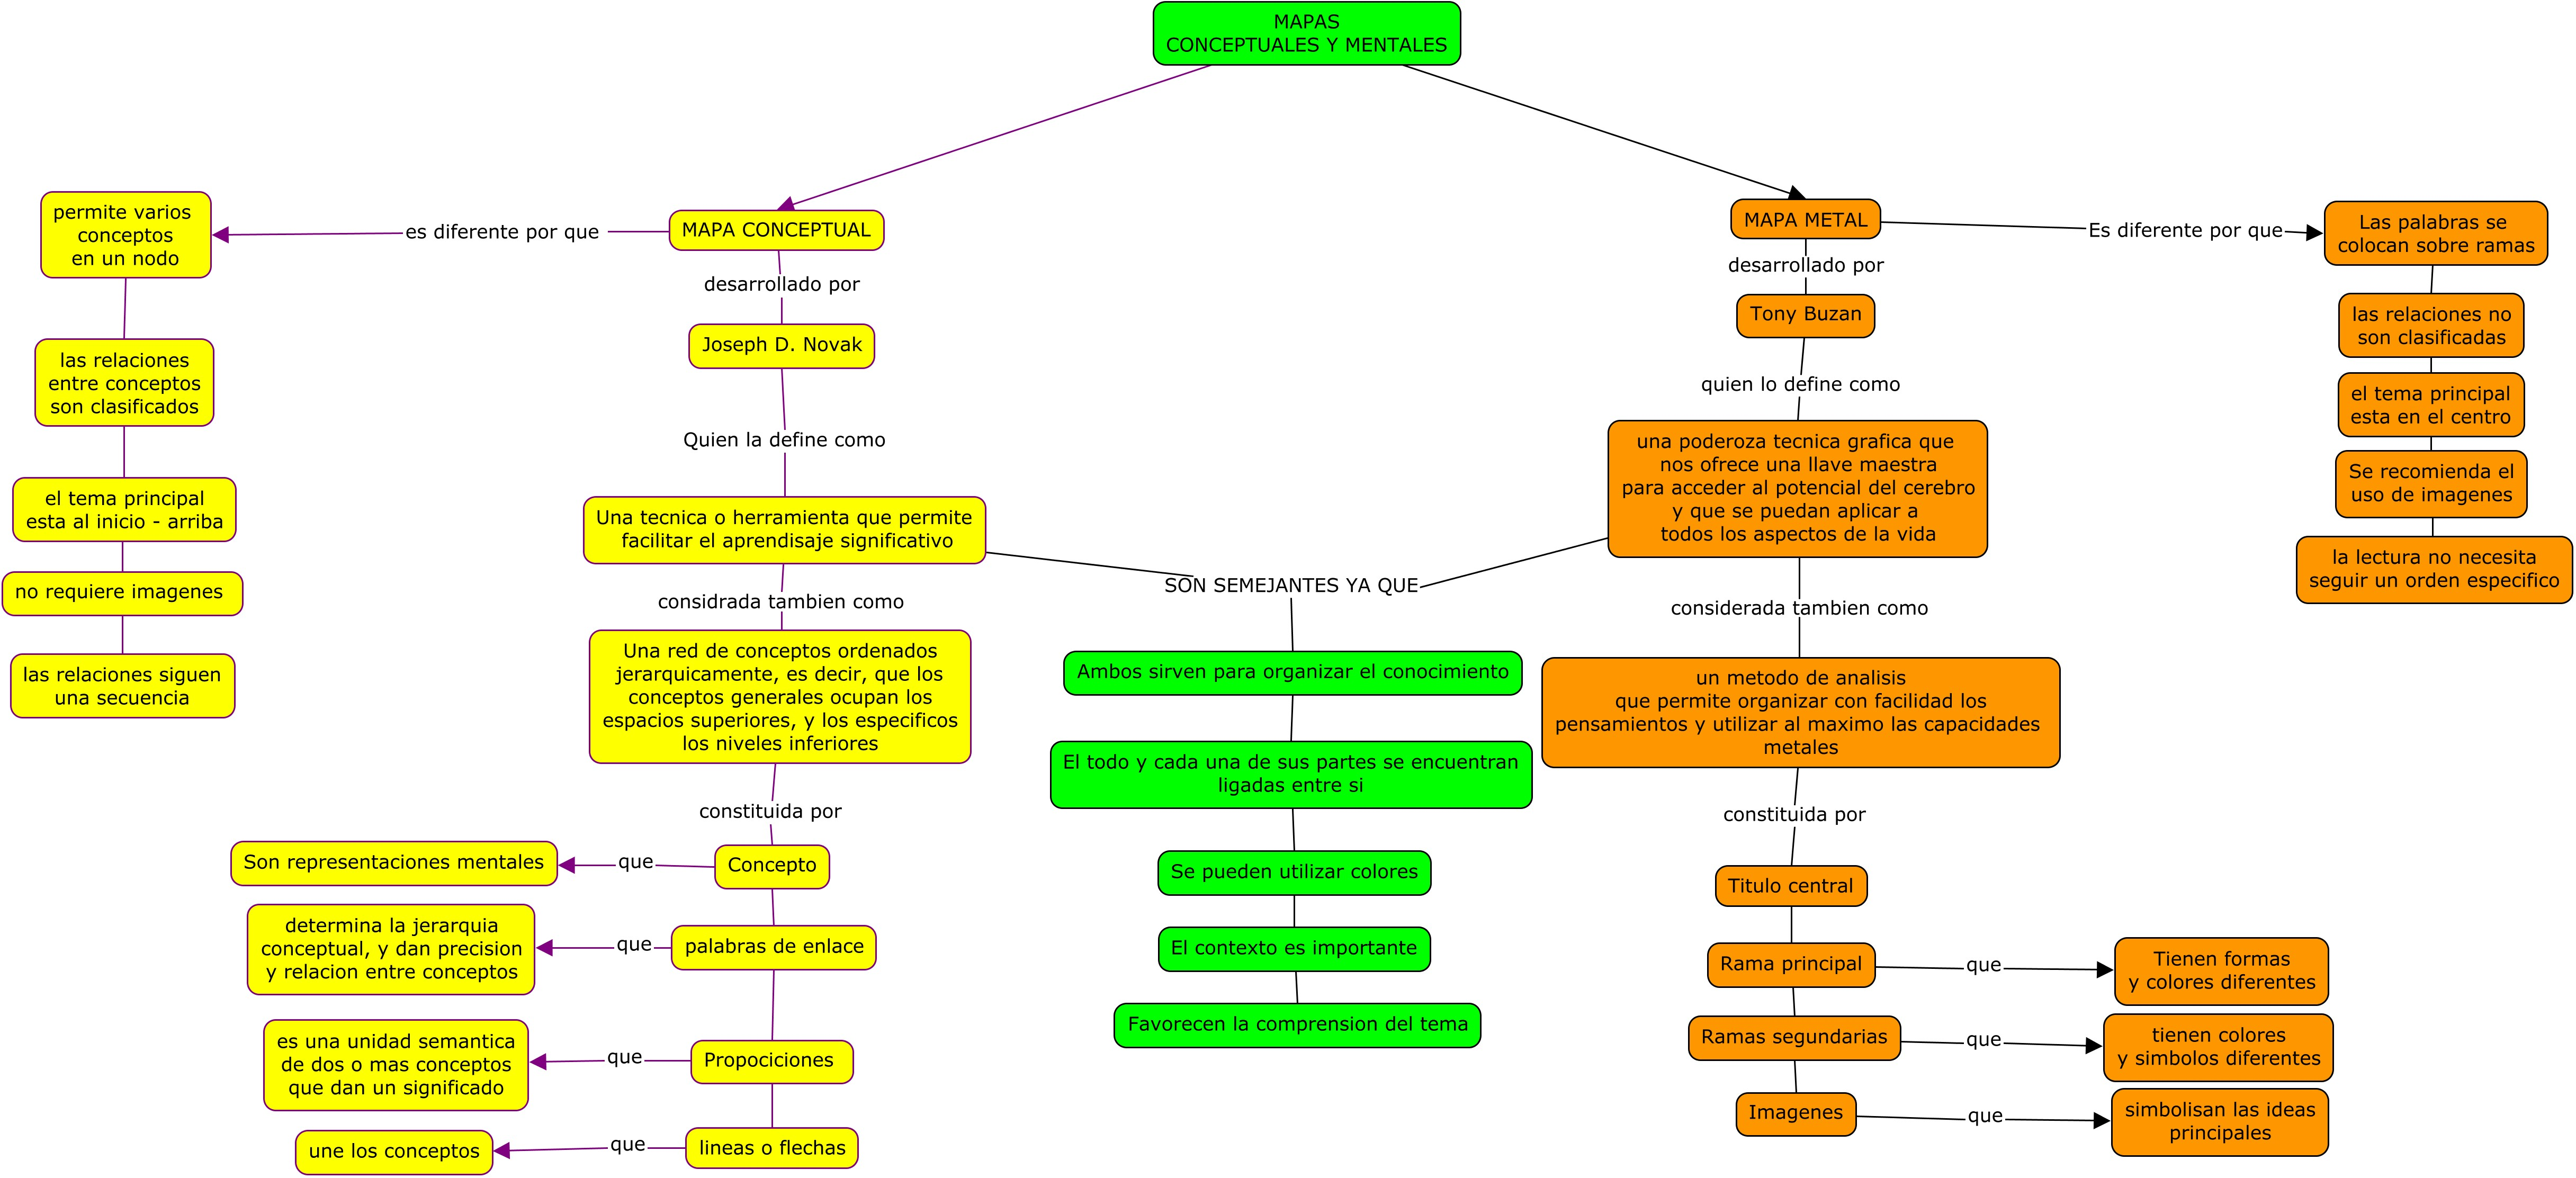 MAPAS
CONCEPTUALES Y MENTALES
permite varios
conceptos
en un nodo
es diferente por que
MAPA CONCEPTUAL
MAPA METAL
Es diferente por que
Las palabras se
colocan sobre ramas
las relaciones
entre conceptos
son clasificados
el tema principal
esta al inicio - arriba
no requiere imagenes
las relaciones siguen
una secuencia
desarrollado por
Joseph D. Novak
Quien la define como
Una tecnica o herramienta que permite
facilitar el aprendisaje significativo
considrada tambien como
Una red de conceptos ordenados
jerarquicamente, es decir, que los
conceptos generales ocupan los
espacios superiores, y los especificos
los niveles inferiores
constituida por
Concepto
que
Son representaciones mentales
palabras de enlace
que
determina la jerarquia
conceptual, y dan precision
y relacion entre conceptos
Propociciones
que
es una unidad semantica
de dos o mas conceptos
que dan un significado
lineas o flechas
que
une los conceptos
SON SEMEJANTES YA QUE
Ambos sirven para organizar el conocimiento
El todo y cada una de sus partes se encuentran
ligadas entre si
Se pueden utilizar colores
El contexto es importante
Favorecen la comprension del tema
desarrollado por
Tony Buzan
quien lo define como
una poderoza tecnica grafica que
nos ofrece una llave maestra
para acceder al potencial del cerebro
y que se puedan aplicar a
todos los aspectos de la vida
considerada tambien como
un metodo de analisis
que permite organizar con facilidad los
pensamientos y utilizar al maximo las capacidades
metales
constituida por
Titulo central
Rama principal
que
Tienen formas
y colores diferentes
Ramas segundarias
que
tienen colores
y simbolos diferentes
Imagenes
que
simbolisan las ideas
principales
las relaciones no
son clasificadas
el tema principal
esta en el centro
Se recomienda el
uso de imagenes
la lectura no necesita
seguir un orden especifico